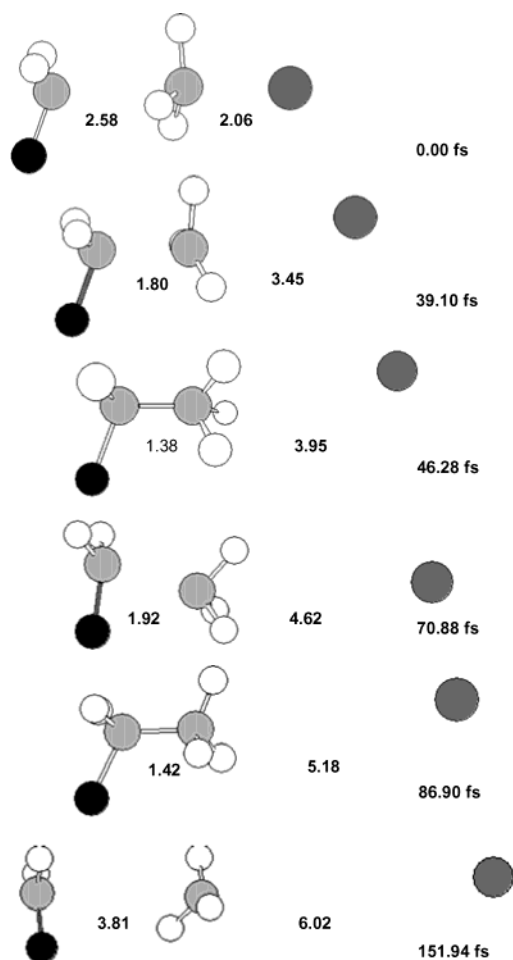 2.58 2.06 0.00 fs
1.80 3.45 39.10 fs
1.38 3.95 46.28 fs
1.92 4.62 70.88 fs
1.42 5.18 86.90 fs
3.81 6.02 151.94 fs